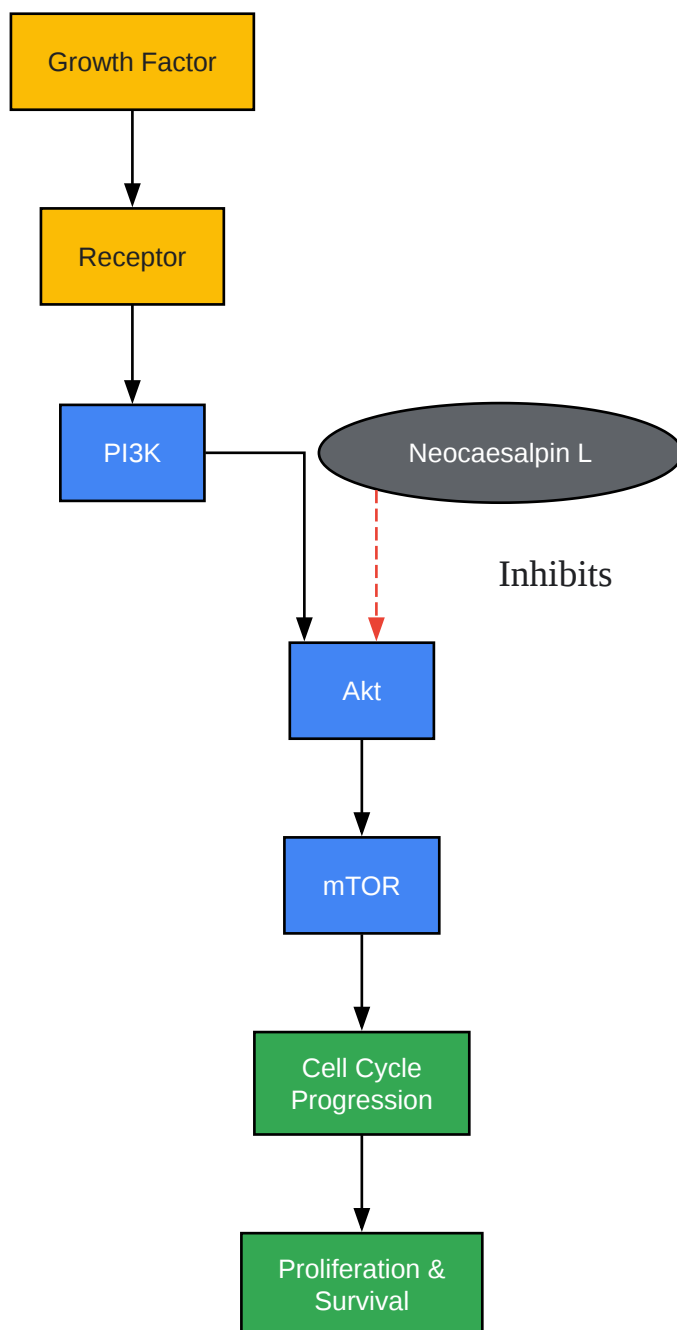 Growth Factor
Receptor
PI3K
Neocaesalpin L
Inhibits
Akt
mTOR
Cell Cycle
Progression
Proliferation &
Survival